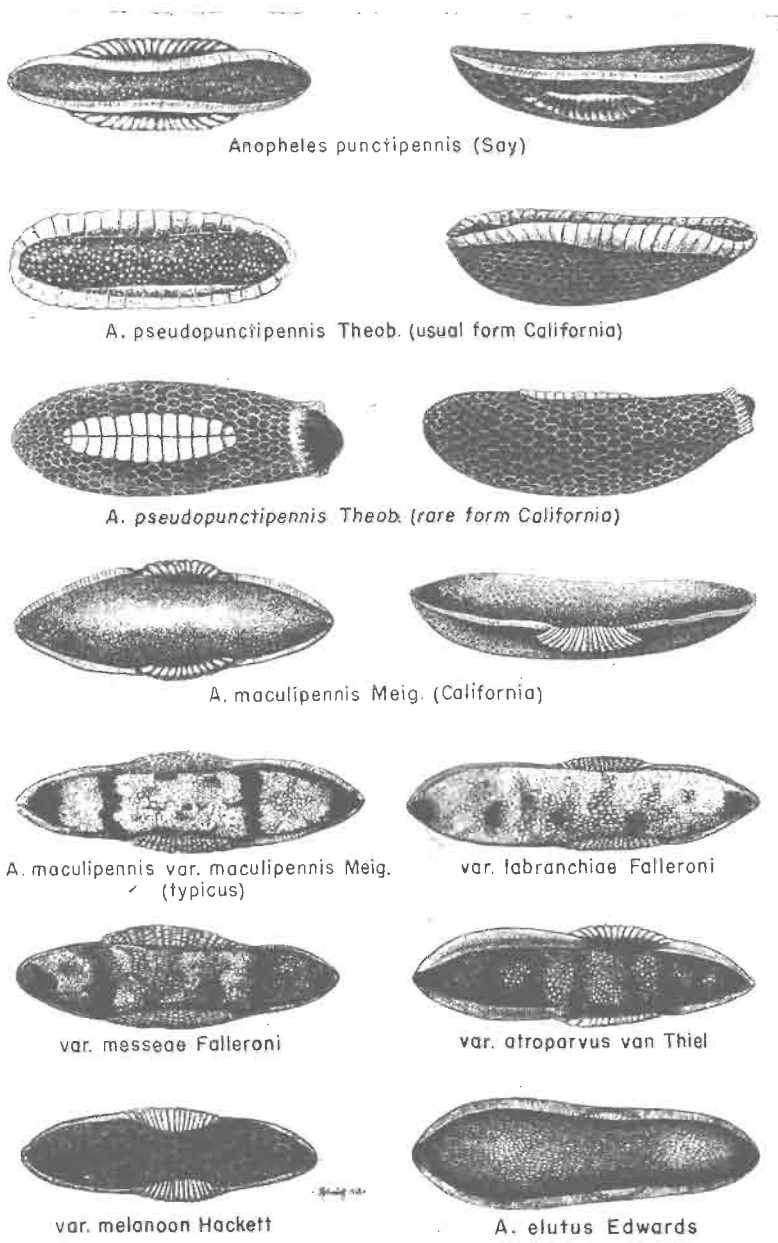 Anopheles punctipennis (Say)
A. pseudopunctipennis Theob. (usual form California)
A. pseudopunctipennis Theob. (rare form California)
A. maculipennis Meig. (California)
A. maculipennis var. maculipennis Meig.
(typicus)
var. labranchiae Falleroni
var. messeae Falleroni
var. atroparvus van Thiel
var. melanoon Hackett
A. elutus Edwards